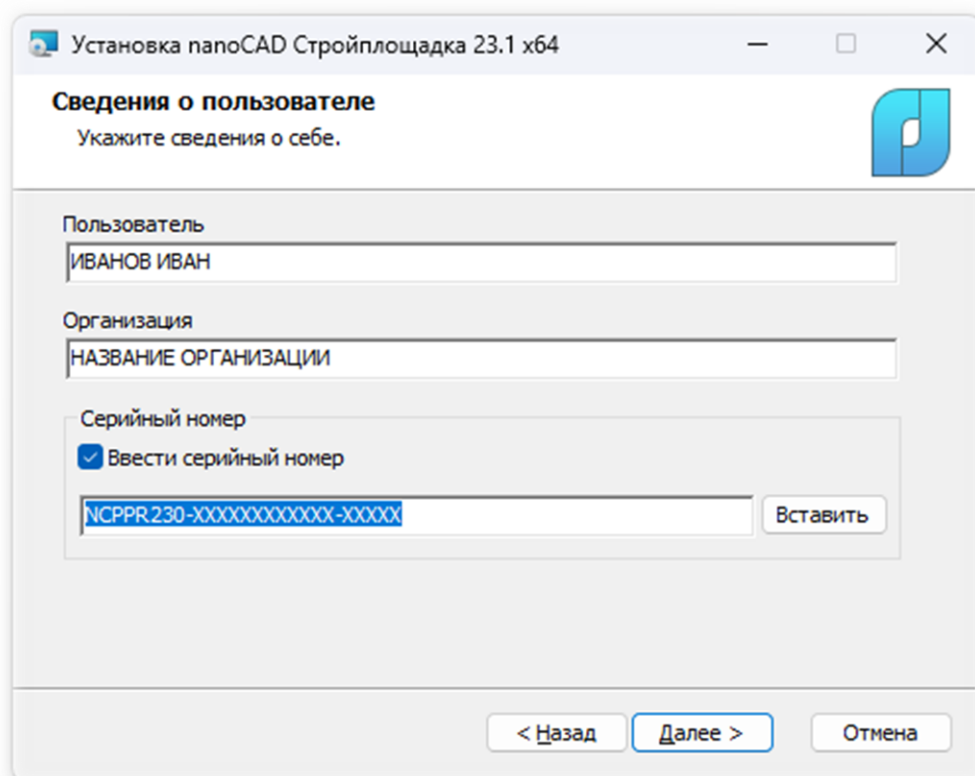 Установка nanoCAD Стройплощадка 23.1 x64
Сведения о пользователе
Укажите сведения о себе.
Пользователь
ИВАНОВ ИВАН
Организация
НАЗВАНИЕ ОРГАНИЗАЦИИ
Серийный номер
Ввести серийный номер
NCPPR230-XXXXXXXXXXXX-XXXXX Вставить
< Назад Далее > Отмена